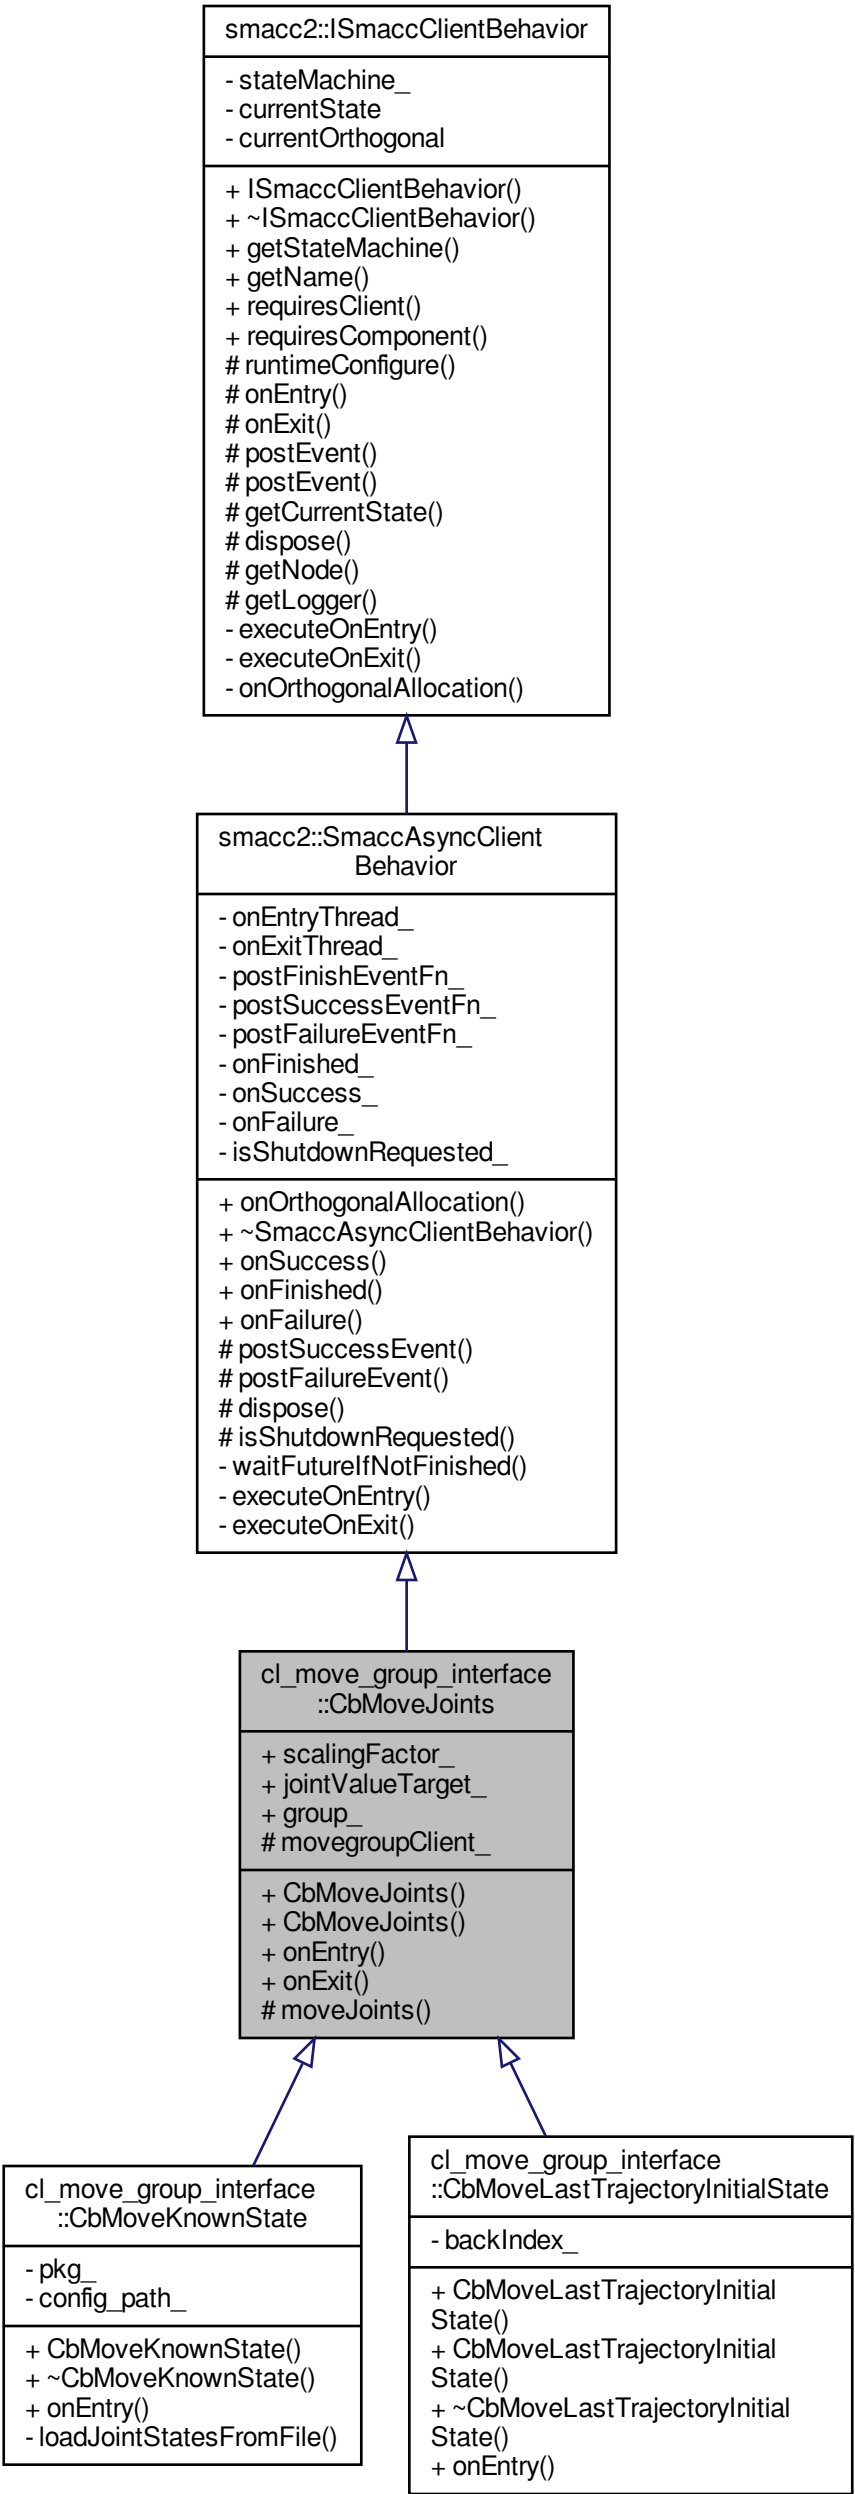 smacc2::ISmaccClientBehavior
- stateMachine_
- currentState
- currentOrthogonal
+ ISmaccClientBehavior()
+ ~ISmaccClientBehavior()
+ getStateMachine()
+ getName()
+ requiresClient()
+ requiresComponent()
# runtimeConfigure()
# onEntry()
# onExit()
# postEvent()
# postEvent()
# getCurrentState()
# dispose()
# getNode()
# getLogger()
- executeOnEntry()
- executeOnExit()
- onOrthogonalAllocation()
smacc2::SmaccAsyncClient
Behavior
- onEntryThread_
- onExitThread_
- postFinishEventFn_
- postSuccessEventFn_
- postFailureEventFn_
- onFinished_
- onSuccess_
- onFailure_
- isShutdownRequested_
+ onOrthogonalAllocation()
+ ~SmaccAsyncClientBehavior()
+ onSuccess()
+ onFinished()
+ onFailure()
# postSuccessEvent()
# postFailureEvent()
# dispose()
# isShutdownRequested()
- waitFutureIfNotFinished()
- executeOnEntry()
- executeOnExit()
cl_move_group_interface
::CbMoveJoints
+ scalingFactor_
+ jointValueTarget_
+ group_
# movegroupClient_
+ CbMoveJoints()
+ CbMoveJoints()
+ onEntry()
+ onExit()
# moveJoints()
cl_move_group_interface
::CbMoveKnownState
- pkg_
- config_path_
+ CbMoveKnownState()
+ ~CbMoveKnownState()
+ onEntry()
- loadJointStatesFromFile()
cl_move_group_interface
::CbMoveLastTrajectoryInitialState
- backIndex_
+ CbMoveLastTrajectoryInitial
State()
+ CbMoveLastTrajectoryInitial
State()
+ ~CbMoveLastTrajectoryInitial
State()
+ onEntry()